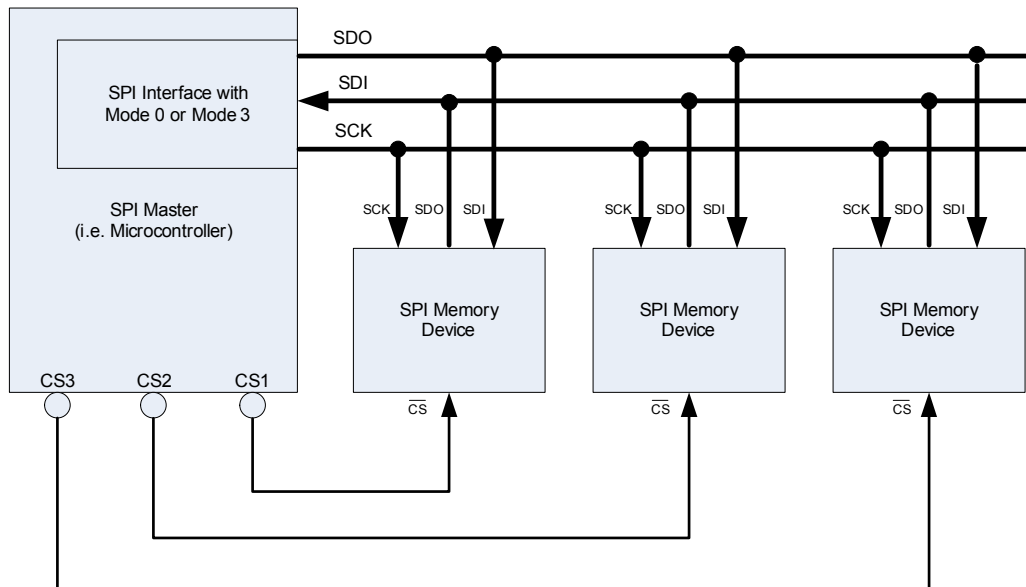 SDO
SPI Interface with
Mode 0 or Mode 3
SDI
SCK
SPI Master
(i.e. Microcontroller)
SCK SDO SDI
SCK SDO SDI
SCK SDO SDI
SPI Memory
Device
SPI Memory
Device
SPI Memory
Device
CS3 CS2 CS1
CS
CS
CS